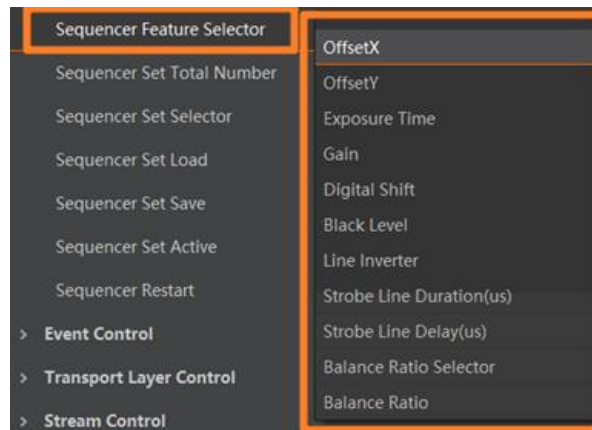 Sequencer Feature Selector
Sequencer Set Total Number
Sequencer Set Selector
Sequencer Set Load
Sequencer Set Save
Sequencer Set Active
Sequencer Restart
> Event Control
> Transport Layer Control
> Stream Control
OffsetX
OffsetY
Exposure Time
Gain
Digital Shift
Black Level
Line Inverter
Strobe Line Duration(us)
Strobe Line Delay(us)
Balance Ratio Selector
Balance Ratio